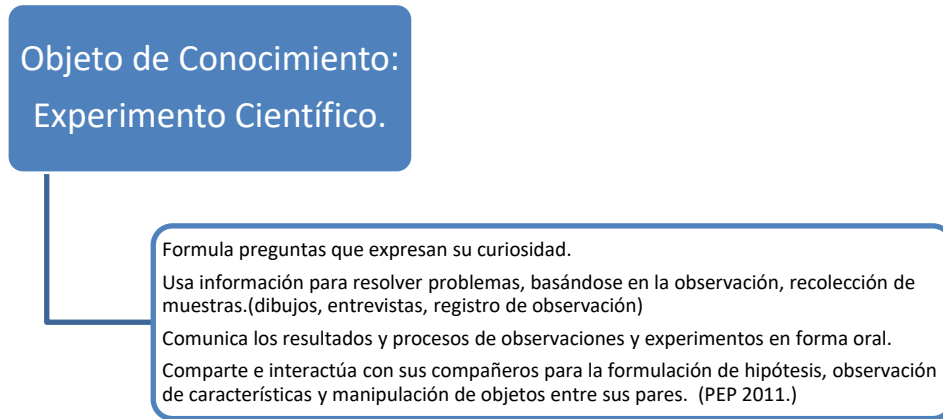 Objeto de Conocimiento:
Experimento Científico.
Formula preguntas que expresan su curiosidad.
Usa información para resolver problemas, basándose en la observación, recolección de
muestras.(dibujos, entrevistas, registro de observación)
Comunica los resultados y procesos de observaciones y experimentos en forma oral.
Comparte e interactúa con sus compañeros para la formulación de hipótesis, observación
de características y manipulación de objetos entre sus pares. (PEP 2011.)